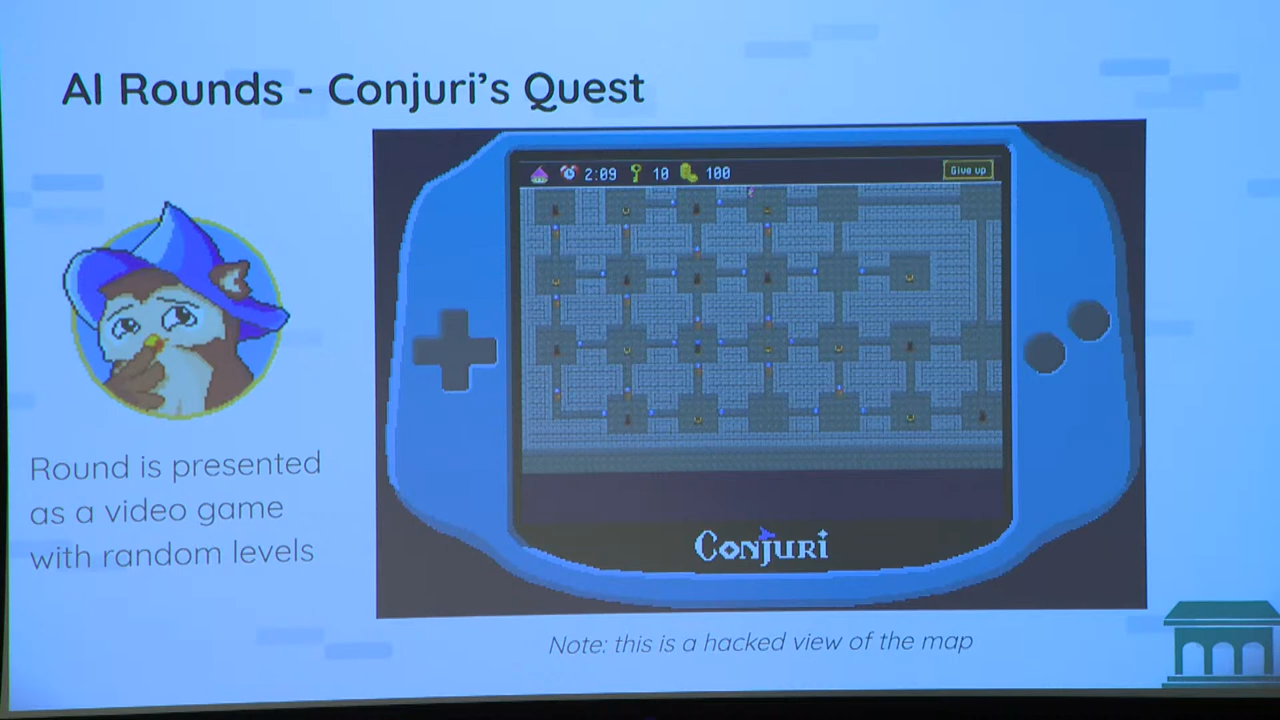 AI Rounds - Conjuri's Quest
2:09 10 100 Give up
Round is presented
as a video game
with random levels
CONJURI
Note: this is a hacked view of the map